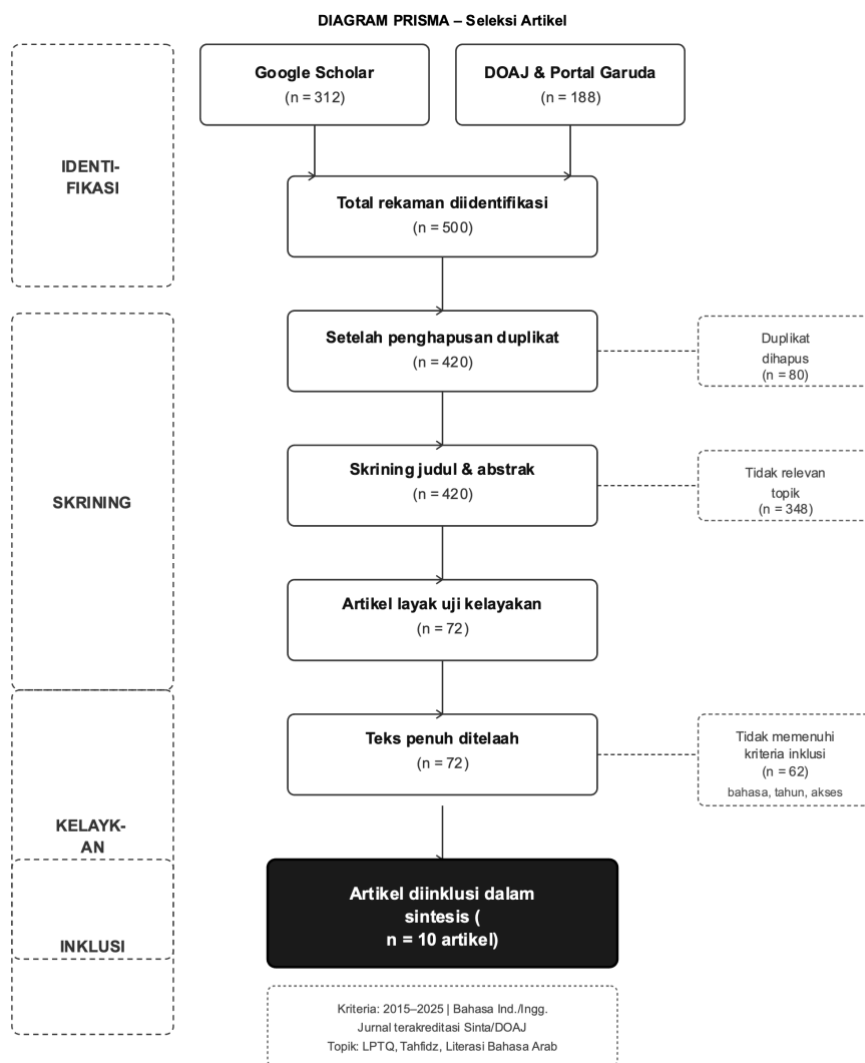 DIAGRAM PRISMA – Seleksi Artikel
IDENTI-
FIKASI
Google Scholar
(n = 312)
DOAJ & Portal Garuda
(n = 188)
Total rekaman diidentifikasi
(n = 500)
SKRINING
Setelah penghapusan duplikat
(n = 420)
Duplikat
dihapus
(n = 80)
Skrining judul & abstrak
(n = 420)
Tidak relevan
topik
(n = 348)
Artikel layak uji kelayakan
(n = 72)
KELAYK-
AN
Teks penuh ditelaah
(n = 72)
Tidak memenuhi
kriteria inklusi
(n = 62)
bahasa, tahun, akses
INKLUSI
Artikel diinklusi dalam
sintesis (
n = 10 artikel)
Kriteria: 2015–2025 | Bahasa Ind./Ingg.
Jurnal terakreditasi Sinta/DOAJ
Topik: LPTQ, Tahfidz, Literasi Bahasa Arab